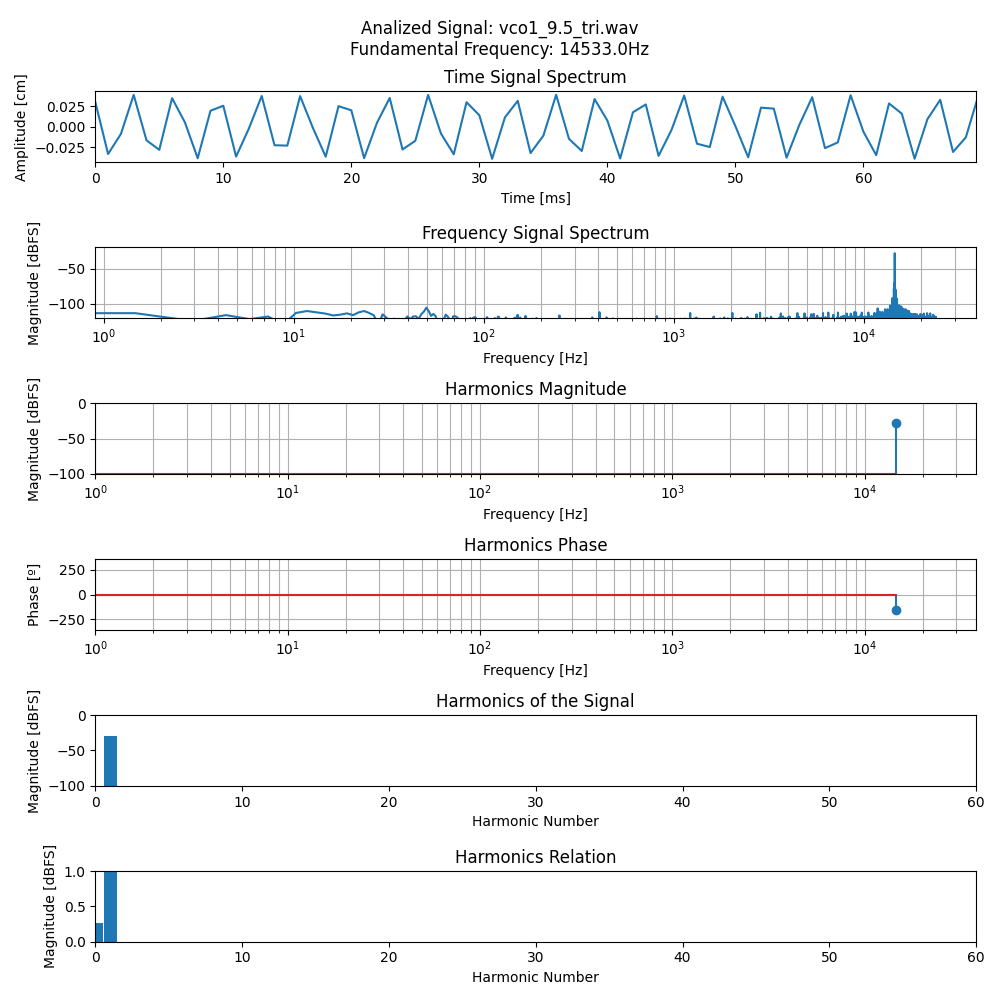 Analized Signal: vco1_9.5_tri.wav
Fundamental Frequency: 14533.0Hz
Time Signal Spectrum
Amplitude [cm]
0.025
0.000
−0.025
0 10 20 30 40 50 60
Time [ms]
Frequency Signal Spectrum
Magnitude [dBFS]
−50
−100
10⁰ 10¹ 10² 10³ 10⁴
Frequency [Hz]
Harmonics Magnitude
Magnitude [dBFS]
0
−50
−100
10⁰ 10¹ 10² 10³ 10⁴
Frequency [Hz]
Harmonics Phase
Phase [º]
250
0
−250
10⁰ 10¹ 10² 10³ 10⁴
Frequency [Hz]
Harmonics of the Signal
Magnitude [dBFS]
0
−50
−100
0 10 20 30 40 50 60
Harmonic Number
Harmonics Relation
Magnitude [dBFS]
1.0
0.5
0.0
0 10 20 30 40 50 60
Harmonic Number